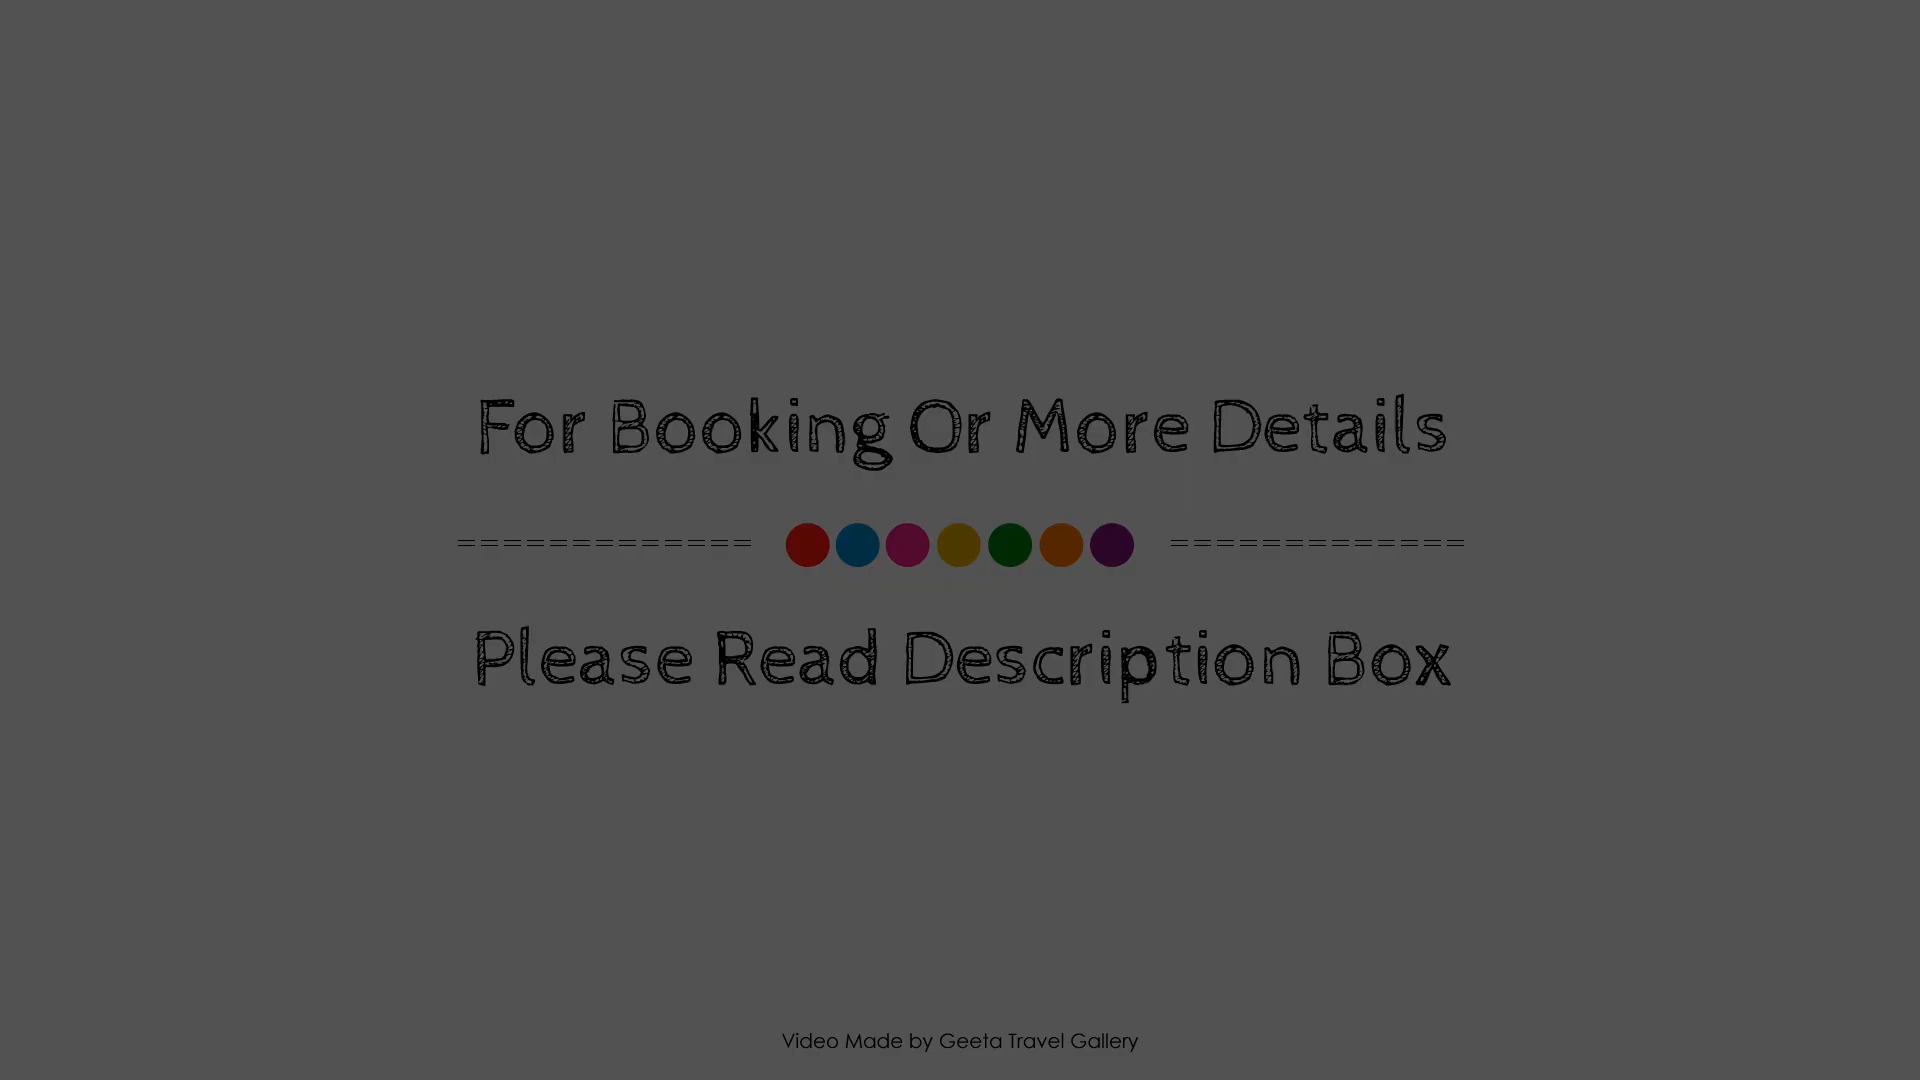 For Booking Or More Details
============= =============
Please Read Description Box
Video Made by Geeta Travel Gallery